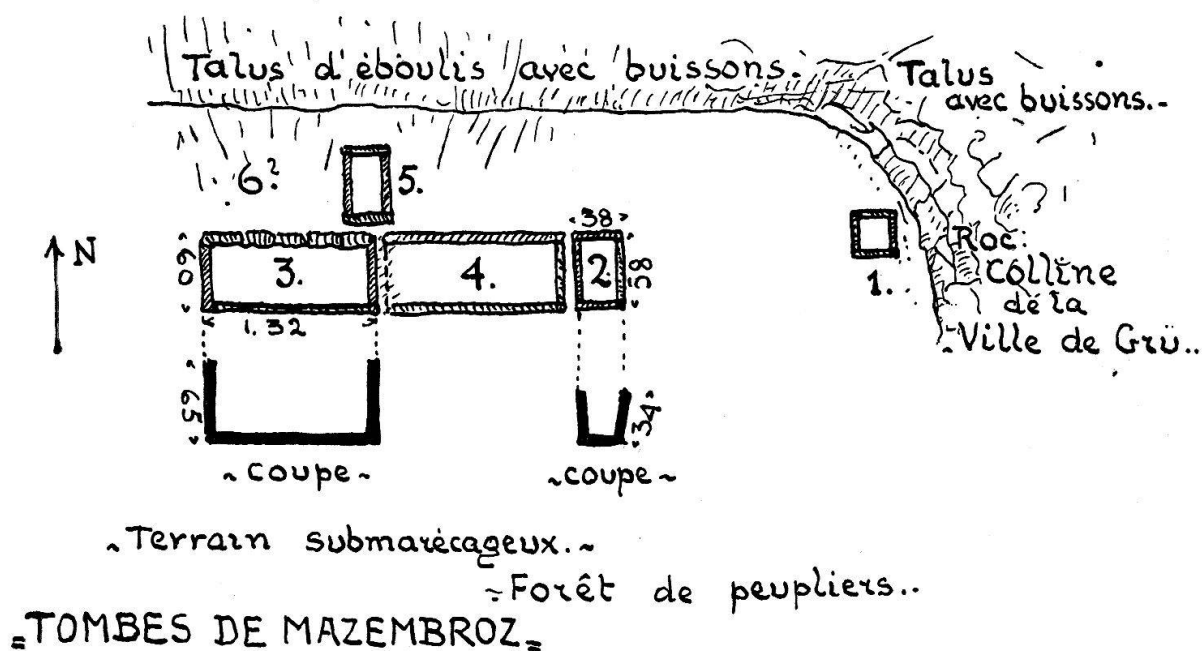 Talus d'éboulis avec buissons.
Talus
avec buissons.-
6?
5.
N
60
3.
1.32
4.
38
2.
58
1.
Roc:
Colline
de la
Ville de Grü..
65
34
~ coupe ~
~ coupe ~
~ Terrain submarécageux. ~
~ Forêt de peupliers..
=TOMBES DE MAZEMBROZ=